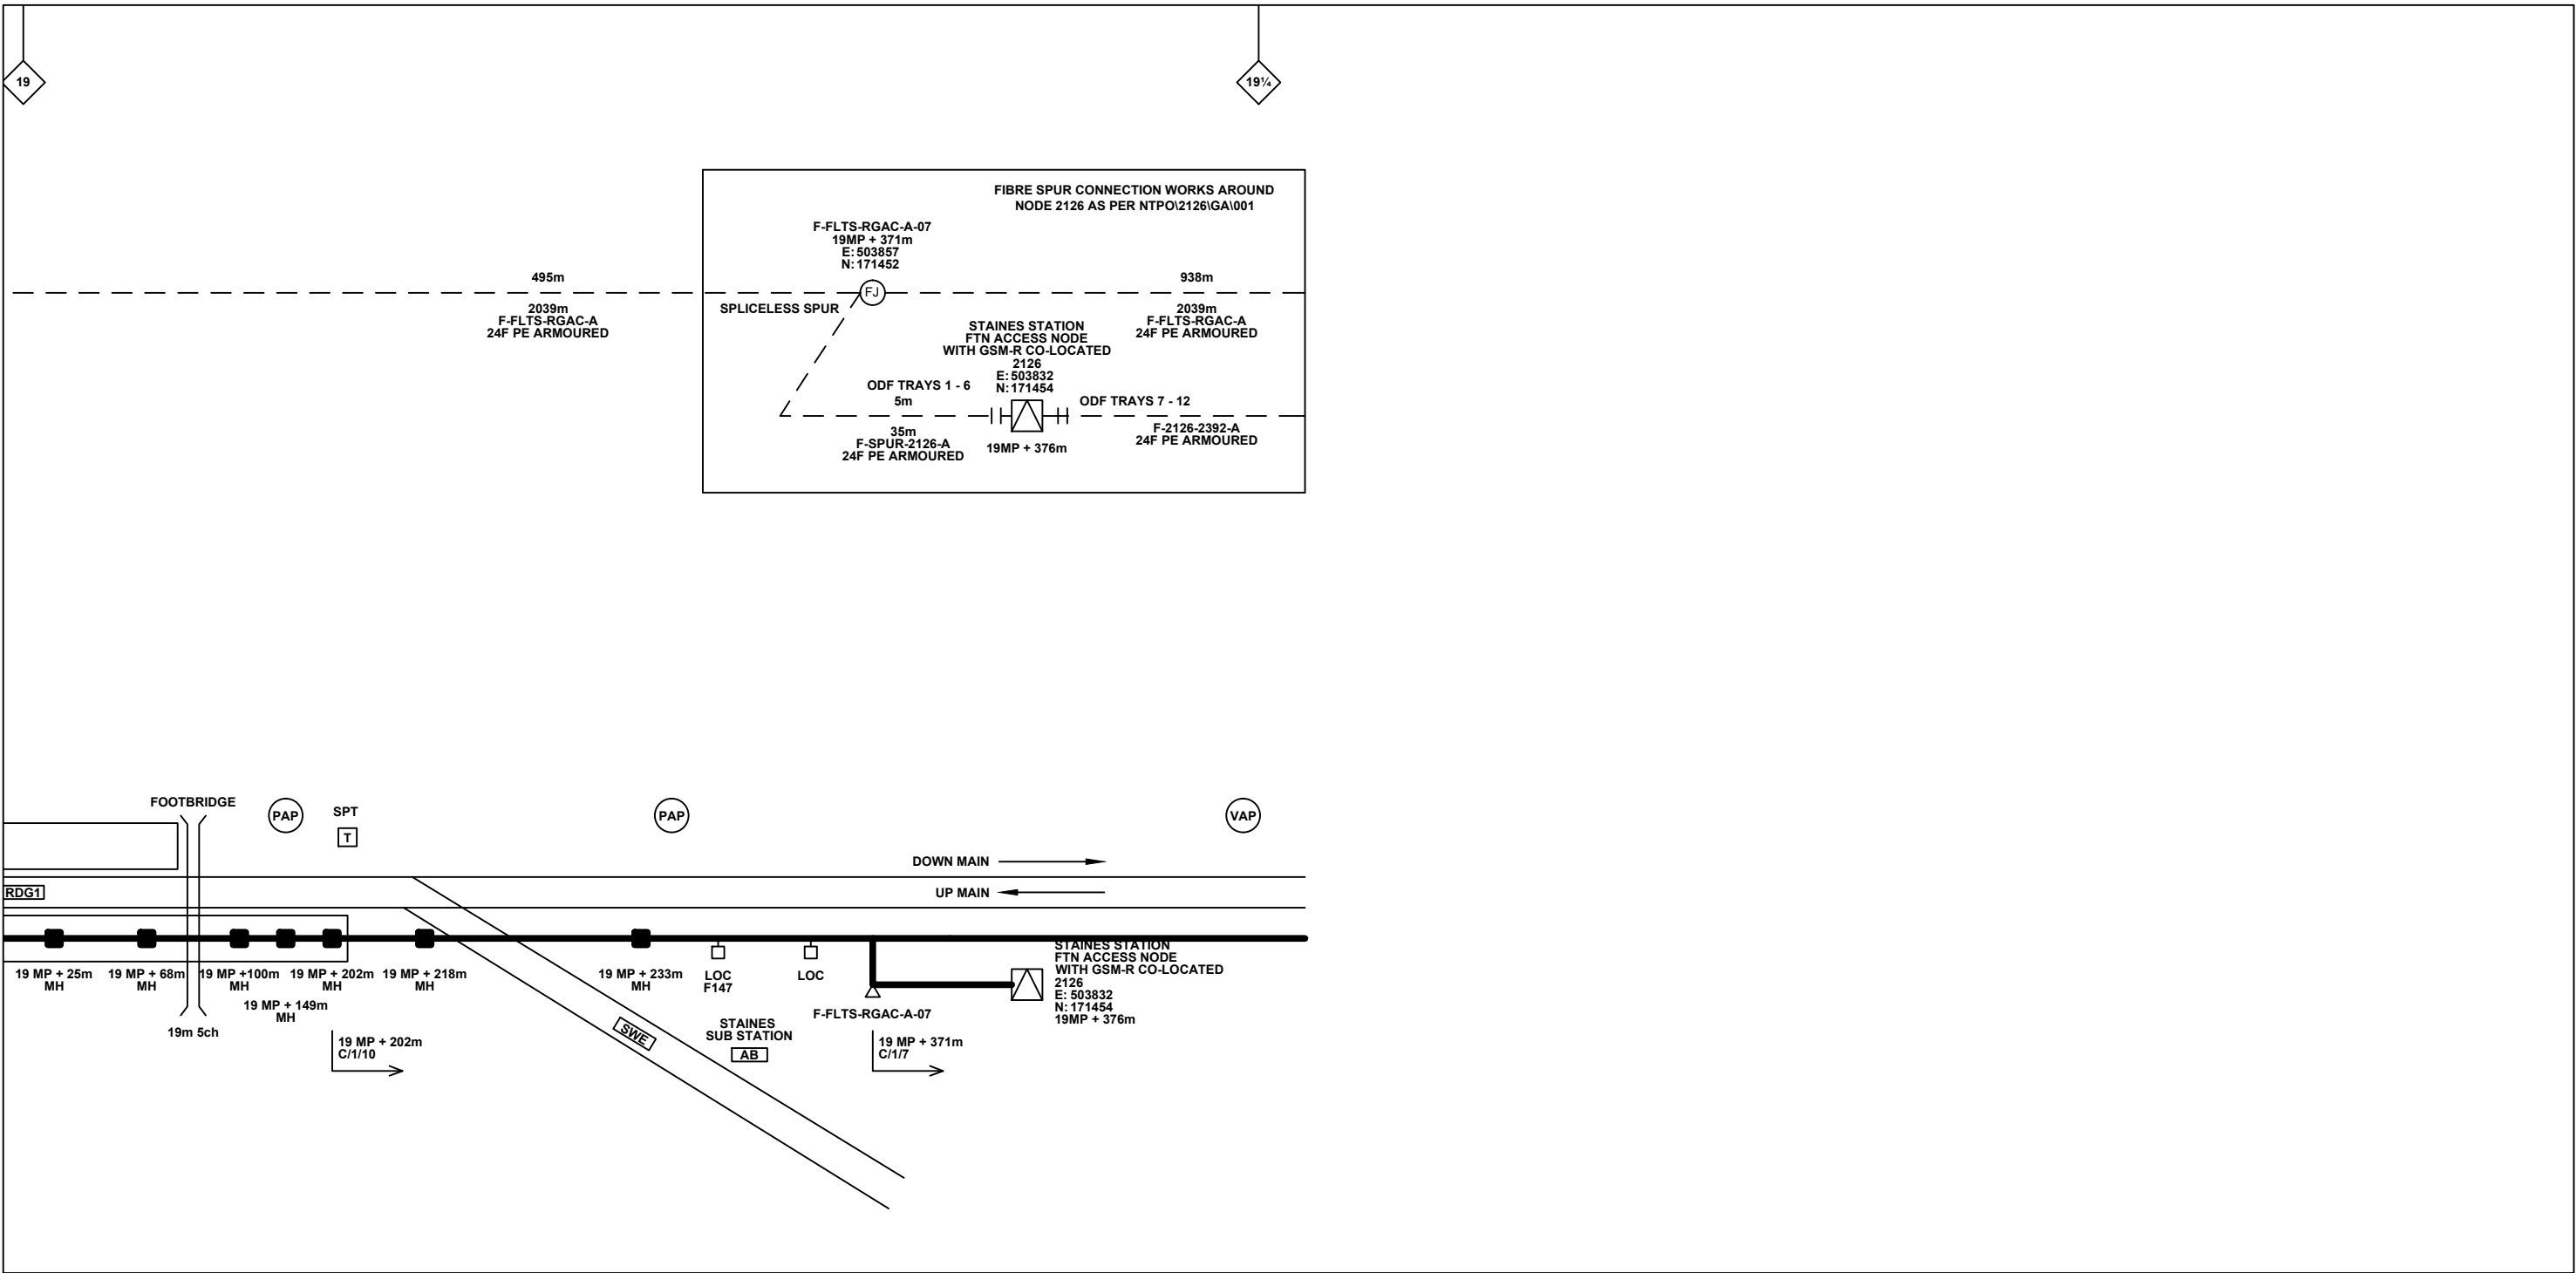 19
19¼
FIBRE SPUR CONNECTION WORKS AROUND
NODE 2126 AS PER NTPO\2126\GA\001
F-FLTS-RGAC-A-07
19MP + 371m
E: 503857
N: 171452
495m
2039m
F-FLTS-RGAC-A
24F PE ARMOURED
SPLICELESS SPUR
FJ
938m
2039m
F-FLTS-RGAC-A
24F PE ARMOURED
STAINES STATION
FTN ACCESS NODE
WITH GSM-R CO-LOCATED
2126
E: 503832
N: 171454
ODF TRAYS 1 - 6
5m
35m
F-SPUR-2126-A
24F PE ARMOURED
19MP + 376m
ODF TRAYS 7 - 12
F-2126-2392-A
24F PE ARMOURED
FOOTBRIDGE
PAP
SPT
T
PAP
VAP
DOWN MAIN
UP MAIN
RDG1
19 MP + 25m
MH
19 MP + 68m
MH
19 MP +100m
MH
19 MP + 149m
MH
19 MP + 202m
MH
19 MP + 218m
MH
19 MP + 233m
MH
LOC
F147
LOC
STAINES STATION
FTN ACCESS NODE
WITH GSM-R CO-LOCATED
2126
E: 503832
N: 171454
19MP + 376m
F-FLTS-RGAC-A-07
19m 5ch
19 MP + 202m
C/1/10
SWE
STAINES
SUB STATION
AB
19 MP + 371m
C/1/7